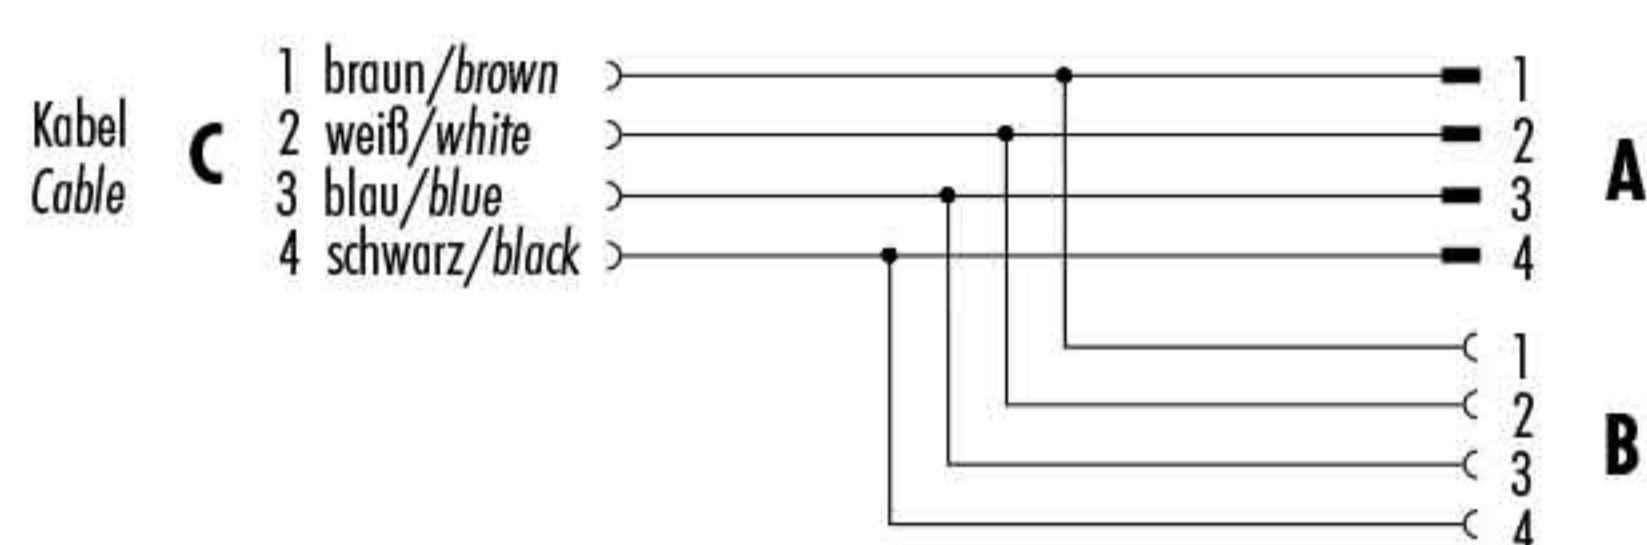 Kabel
Cable
C
1 braun/brown
2 weiß/white
3 blau/blue
4 schwarz/black
1
2
3
4
A
1
2
3
4
B